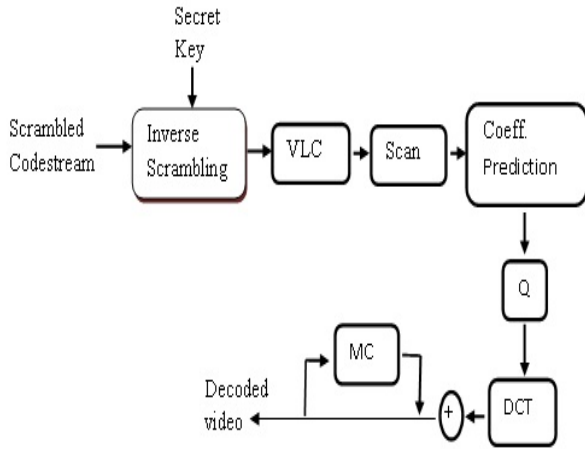 Secret
Key
Scrambled
Codestream
Inverse
Scrambling
VLC
Scan
Coeff.
Prediction
Q
MC
Decoded
video
+
DCT